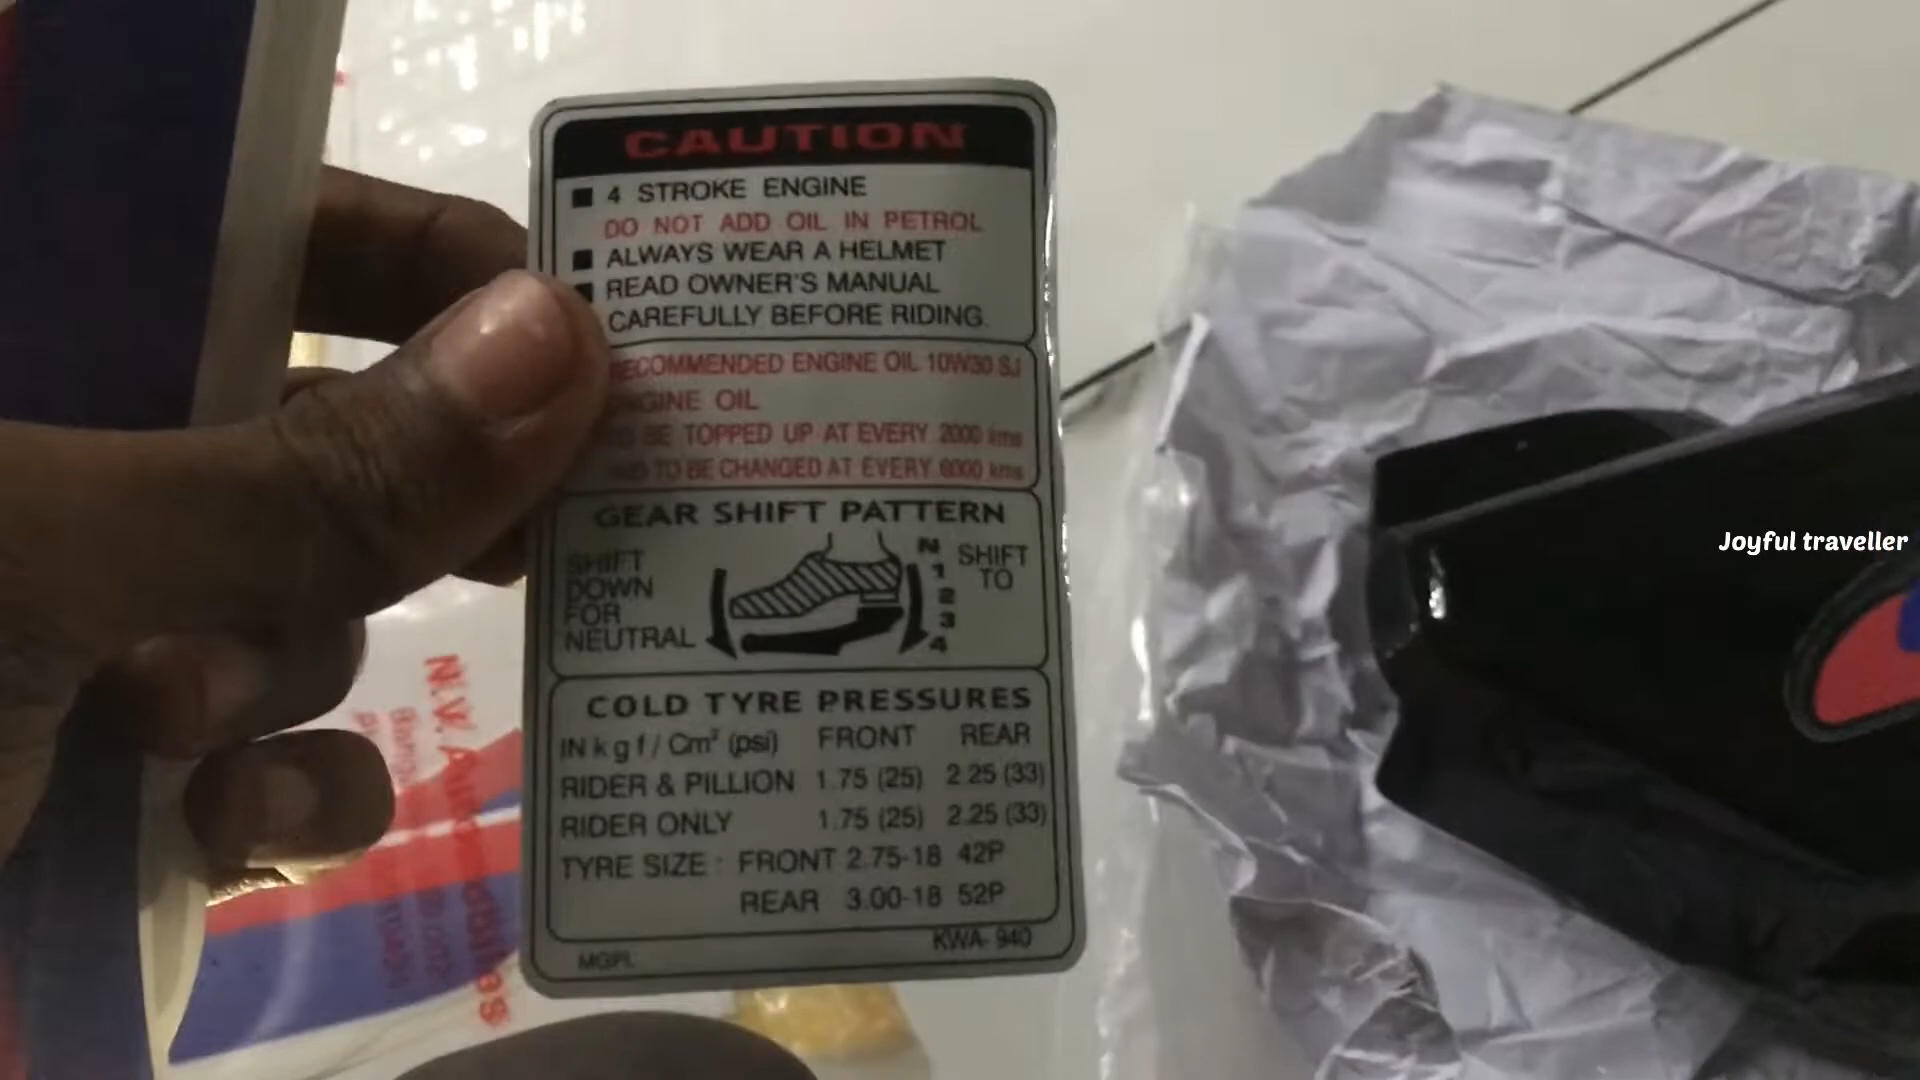 CAUTION
4 STROKE ENGINE
DO NOT ADD OIL IN PETROL
ALWAYS WEAR A HELMET
READ OWNER'S MANUAL
CAREFULLY BEFORE RIDING.
RECOMMENDED ENGINE OIL 10W30 SJ
ENGINE OIL
TO BE TOPPED UP AT EVERY 2000 kms
AND TO BE CHANGED AT EVERY 6000 kms
GEAR SHIFT PATTERN
SHIFT
DOWN
FOR
NEUTRAL
N
1
2
3
4
SHIFT
TO
COLD TYRE PRESSURES
IN k g f / Cm² (psi) FRONT REAR
RIDER & PILLION 1.75 (25) 2 25 (33)
RIDER ONLY 1.75 (25) 2.25 (33)
TYRE SIZE : FRONT 2.75-18 42P
REAR 3.00-18 52P
KWA- 940
MGPL
Joyful traveller
N.V.